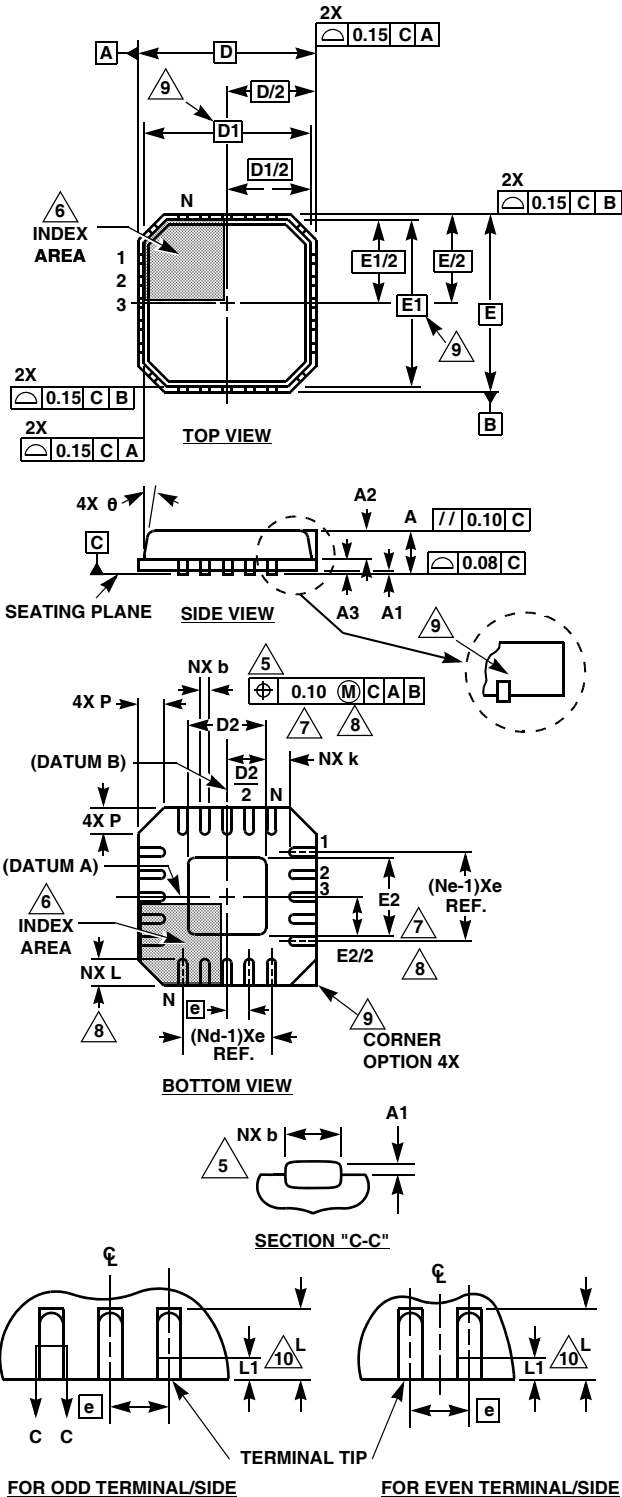 2X
⌓ 0.15 C A
A
D
D/2
9
D1
D1/2
2X
⌓ 0.15 C B
6
INDEX
AREA
N
1
2
3
E1/2
E/2
E1
E
9
2X
⌓ 0.15 C B
2X
⌓ 0.15 C A
B
TOP VIEW
4X θ
A2
A
// 0.10 C
C
⌓ 0.08 C
SEATING PLANE
SIDE VIEW
A3
A1
9
NX b
5
⌖ 0.10 Ⓜ C A B
4X P
D2
7
8
(DATUM B)
D2
2
N
NX k
4X P
1
(DATUM A)
2
3
(Ne-1)Xe
REF.
6
INDEX
AREA
E2
7
E2/2
8
NX L
8
N
e
(Nd-1)Xe
REF.
9
CORNER
OPTION 4X
BOTTOM VIEW
A1
NX b
5
SECTION "C-C"
C
L
C
L
L
10
L1
L
10
L1
e
e
C C
TERMINAL TIP
FOR ODD TERMINAL/SIDE
FOR EVEN TERMINAL/SIDE